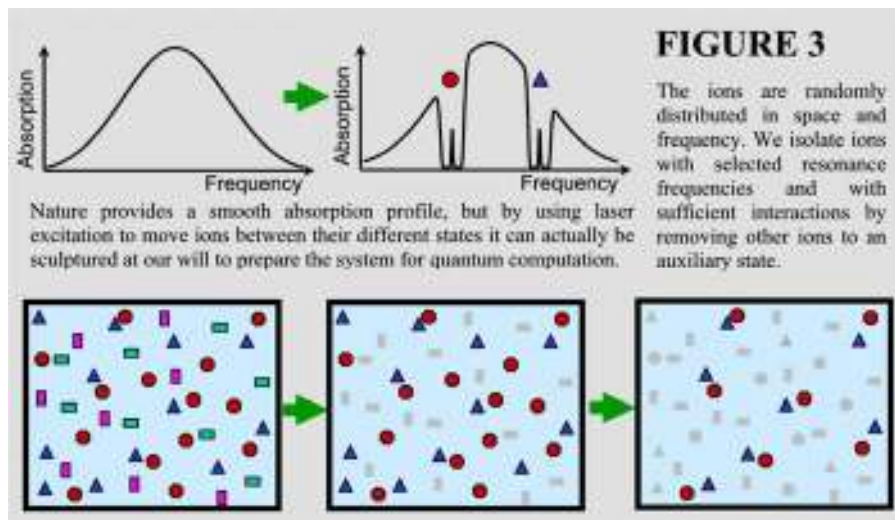 FIGURE 3
The ions are randomly
distributed in space and
frequency. We isolate ions
with selected resonance
frequencies and with
sufficient interactions by
removing other ions to an
auxiliary state.
Absorption
Frequency
Absorption
Frequency
Nature provides a smooth absorption profile, but by using laser
excitation to move ions between their different states it can actually be
sculptured at our will to prepare the system for quantum computation.